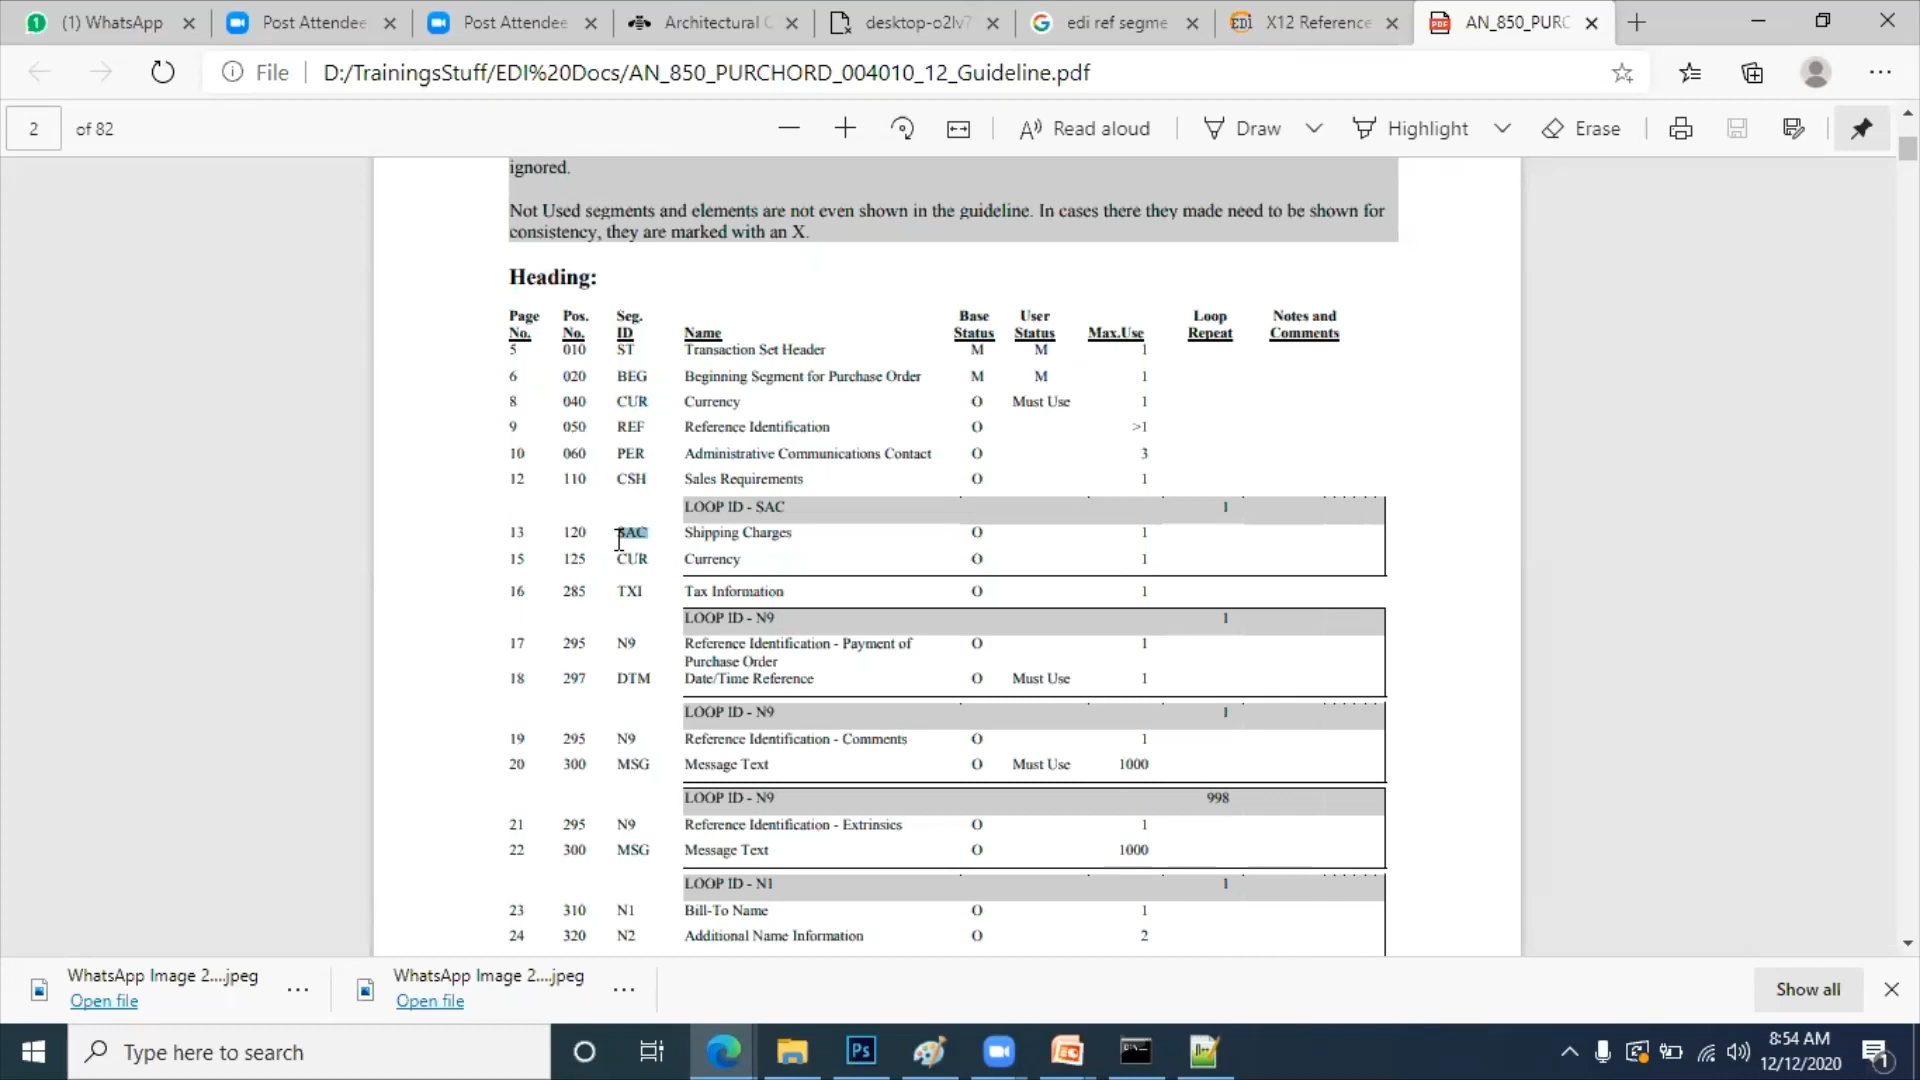 (1) WhatsApp
Post Attendee
Post Attendee
Architectural C
desktop-o2lv7
edi ref segme
X12 Reference
AN_850_PURC
File
D:/TrainingsStuff/EDI%20Docs/AN_850_PURCHORD_004010_12_Guideline.pdf
2 of 82
Read aloud
Draw
Highlight
Erase
ignored.
Not Used segments and elements are not even shown in the guideline. In cases there they made need to be shown for
consistency, they are marked with an X.
Heading:
Page Pos. Seg. Base User Loop Notes and
No. No. ID Name Status Status Max.Use Repeat Comments
5 010 ST Transaction Set Header M M 1
6 020 BEG Beginning Segment for Purchase Order M M 1
8 040 CUR Currency O Must Use 1
9 050 REF Reference Identification O >1
10 060 PER Administrative Communications Contact O 3
12 110 CSH Sales Requirements O 1
LOOP ID - SAC 1
13 120 SAC Shipping Charges O 1
15 125 CUR Currency O 1
16 285 TXI Tax Information O 1
LOOP ID - N9 1
17 295 N9 Reference Identification - Payment of O 1
Purchase Order
18 297 DTM Date/Time Reference O Must Use 1
LOOP ID - N9 1
19 295 N9 Reference Identification - Comments O 1
20 300 MSG Message Text O Must Use 1000
LOOP ID - N9 998
21 295 N9 Reference Identification - Extrinsics O 1
22 300 MSG Message Text O 1000
LOOP ID - N1 1
23 310 N1 Bill-To Name O 1
24 320 N2 Additional Name Information O 2
WhatsApp Image 2....jpeg
Open file
WhatsApp Image 2....jpeg
Open file
Show all
Type here to search
Ps
8:54 AM
12/12/2020
1